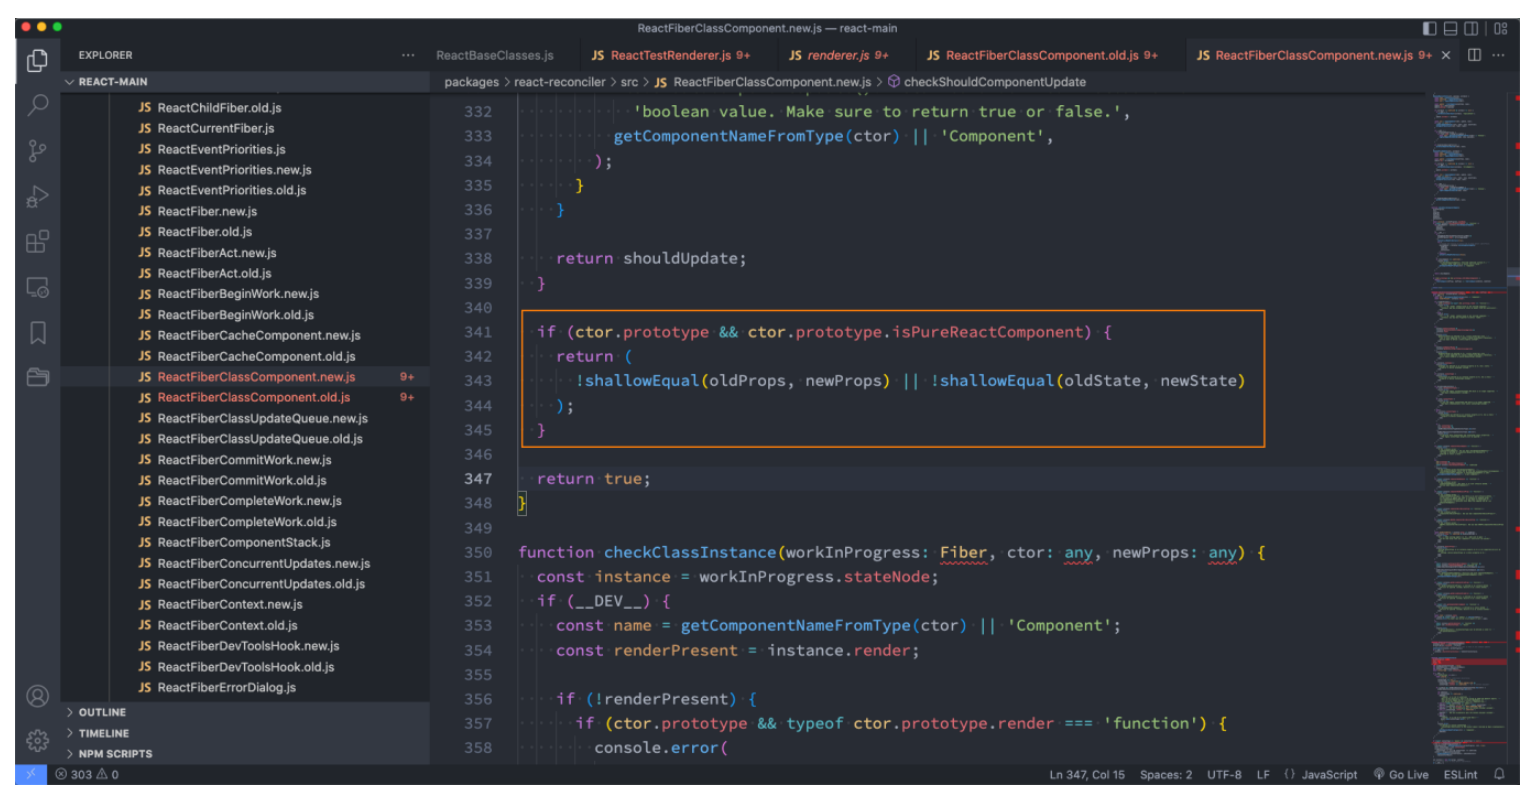 ReactFiberClassComponent.new.js — react-main
EXPLORER
ReactBaseClasses.js
JS ReactTestRenderer.js 9+
JS renderer.js 9+
JS ReactFiberClassComponent.old.js 9+
JS ReactFiberClassComponent.new.js 9+
REACT-MAIN
packages > react-reconciler > src > JS ReactFiberClassComponent.new.js > checkShouldComponentUpdate
JS ReactChildFiber.old.js
JS ReactCurrentFiber.js
JS ReactEventPriorities.js
JS ReactEventPriorities.new.js
JS ReactEventPriorities.old.js
JS ReactFiber.new.js
JS ReactFiber.old.js
JS ReactFiberAct.new.js
JS ReactFiberAct.old.js
JS ReactFiberBeginWork.new.js
JS ReactFiberBeginWork.old.js
JS ReactFiberCacheComponent.new.js
JS ReactFiberCacheComponent.old.js
JS ReactFiberClassComponent.new.js 9+
JS ReactFiberClassComponent.old.js 9+
JS ReactFiberClassUpdateQueue.new.js
JS ReactFiberClassUpdateQueue.old.js
JS ReactFiberCommitWork.new.js
JS ReactFiberCommitWork.old.js
JS ReactFiberCompleteWork.new.js
JS ReactFiberCompleteWork.old.js
JS ReactFiberComponentStack.js
JS ReactFiberConcurrentUpdates.new.js
JS ReactFiberConcurrentUpdates.old.js
JS ReactFiberContext.new.js
JS ReactFiberContext.old.js
JS ReactFiberDevToolsHook.new.js
JS ReactFiberDevToolsHook.old.js
JS ReactFiberErrorDialog.js
OUTLINE
TIMELINE
NPM SCRIPTS
332 'boolean value. Make sure to return true or false.',
333 getComponentNameFromType(ctor) || 'Component',
334 );
335 }
336 }
337
338 return shouldUpdate;
339 }
340
341 if (ctor.prototype && ctor.prototype.isPureReactComponent) {
342 return (
343 !shallowEqual(oldProps, newProps) || !shallowEqual(oldState, newState)
344 );
345 }
346
347 return true;
348 }
349
350 function checkClassInstance(workInProgress: Fiber, ctor: any, newProps: any) {
351 const instance = workInProgress.stateNode;
352 if (__DEV__) {
353 const name = getComponentNameFromType(ctor) || 'Component';
354 const renderPresent = instance.render;
355
356 if (!renderPresent) {
357 if (ctor.prototype && typeof ctor.prototype.render === 'function') {
358 console.error(
303 0
Ln 347, Col 15 Spaces: 2 UTF-8 LF {} JavaScript Go Live ESLint